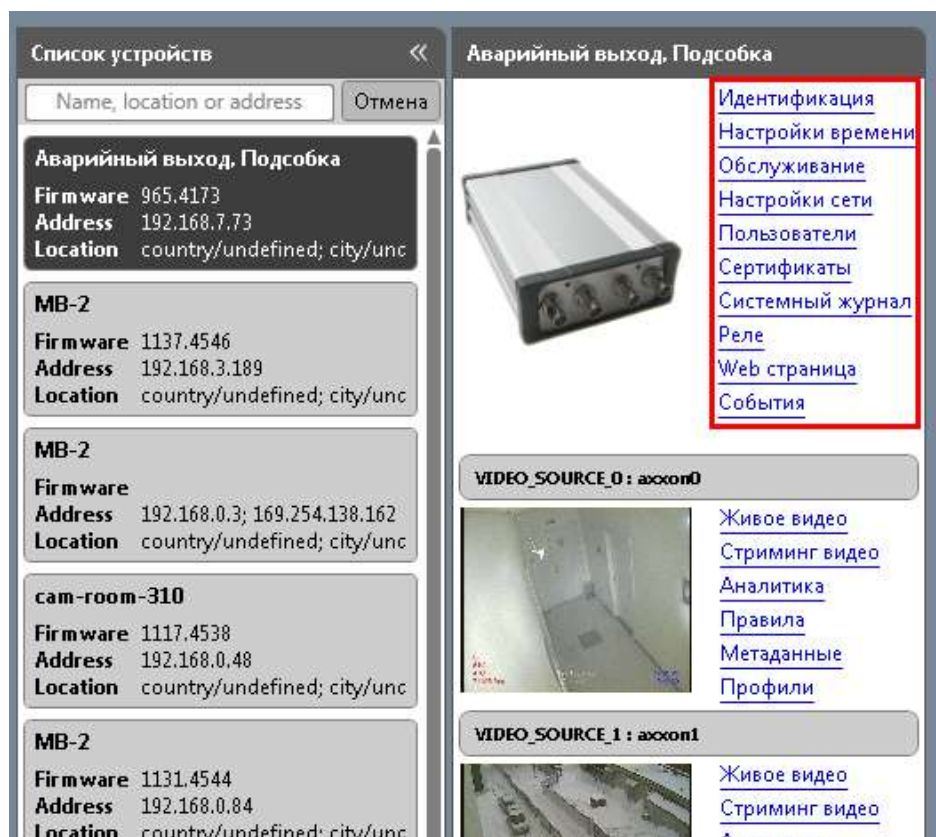 Список устройств «
Name, location or address Отмена
Аварийный выход, Подсобка
Firmware 965.4173
Address 192.168.7.73
Location country/undefined; city/unc
MB-2
Firmware 1137.4546
Address 192.168.3.189
Location country/undefined; city/unc
MB-2
Firmware
Address 192.168.0.3; 169.254.138.162
Location country/undefined; city/unc
cam-room-310
Firmware 1117.4538
Address 192.168.0.48
Location country/undefined; city/unc
MB-2
Firmware 1131.4544
Address 192.168.0.84
Location country/undefined; city/unc
Аварийный выход, Подсобка
Идентификация
Настройки времени
Обслуживание
Настройки сети
Пользователи
Сертификаты
Системный журнал
Реле
Web страница
События
VIDEO_SOURCE_0 : axxon0
Живое видео
Стриминг видео
Аналитика
Правила
Метаданные
Профили
VIDEO_SOURCE_1 : axxon1
Живое видео
Стриминг видео